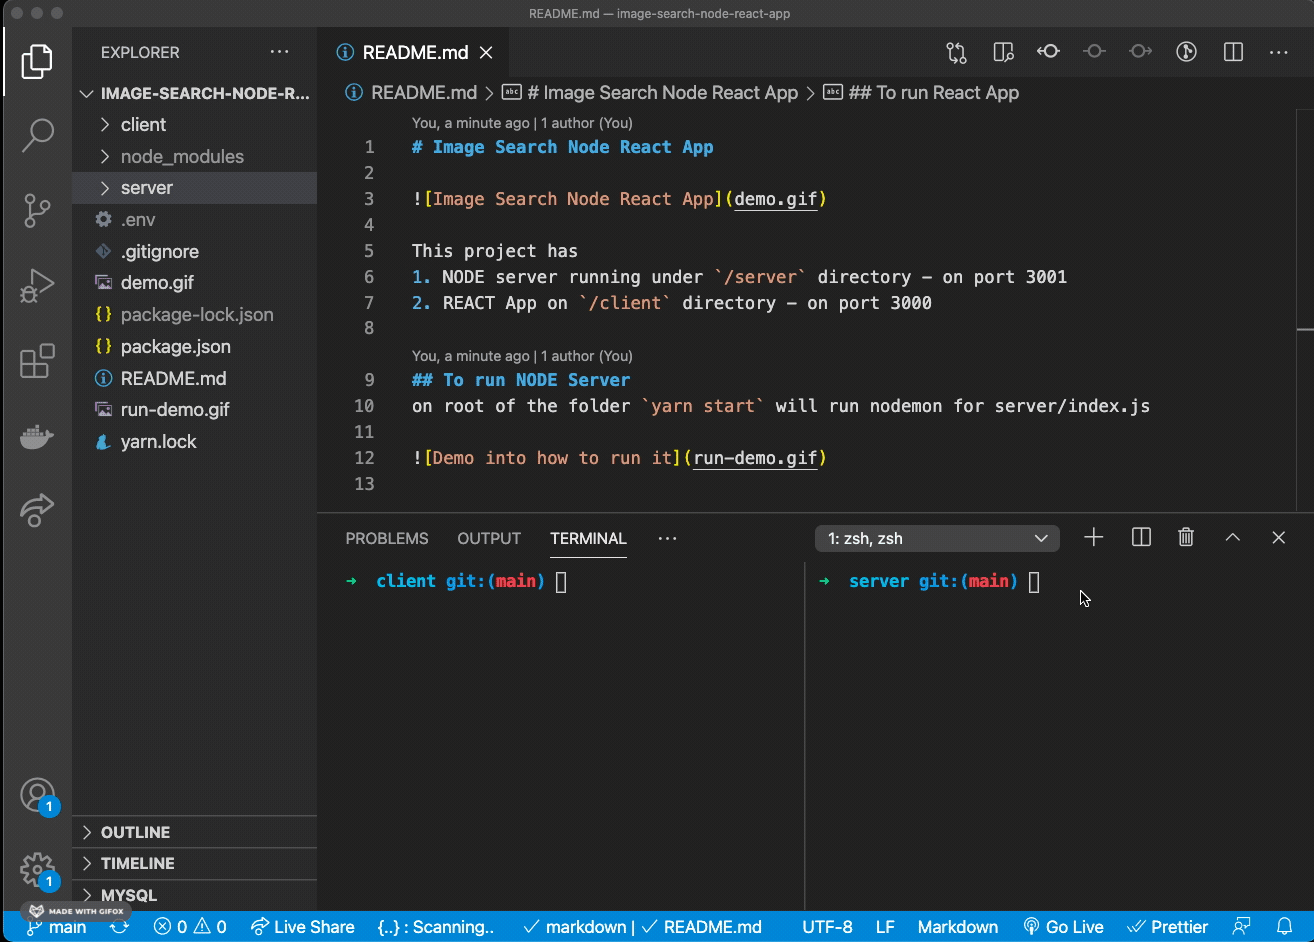 README.md — image-search-node-react-app
EXPLORER
IMAGE-SEARCH-NODE-R...
client
node_modules
server
.env
.gitignore
demo.gif
{} package-lock.json
{} package.json
README.md
run-demo.gif
yarn.lock
OUTLINE
TIMELINE
MYSQL
1
1
README.md
README.md > # Image Search Node React App > ## To run React App
You, a minute ago | 1 author (You)
1 # Image Search Node React App
2
3 ![Image Search Node React App](demo.gif)
4
5 This project has
6 1. NODE server running under `/server` directory - on port 3001
7 2. REACT App on `/client` directory - on port 3000
8
You, a minute ago | 1 author (You)
9 ## To run NODE Server
10 on root of the folder `yarn start` will run nodemon for server/index.js
11
12 ![Demo into how to run it](run-demo.gif)
13
PROBLEMS OUTPUT TERMINAL ··· 1: zsh, zsh
→ client git:(main)
→ server git:(main)
MADE WITH GIFOX
main 0 0 Live Share {..} : Scanning.. ✓ markdown | ✓ README.md UTF-8 LF Markdown Go Live Prettier